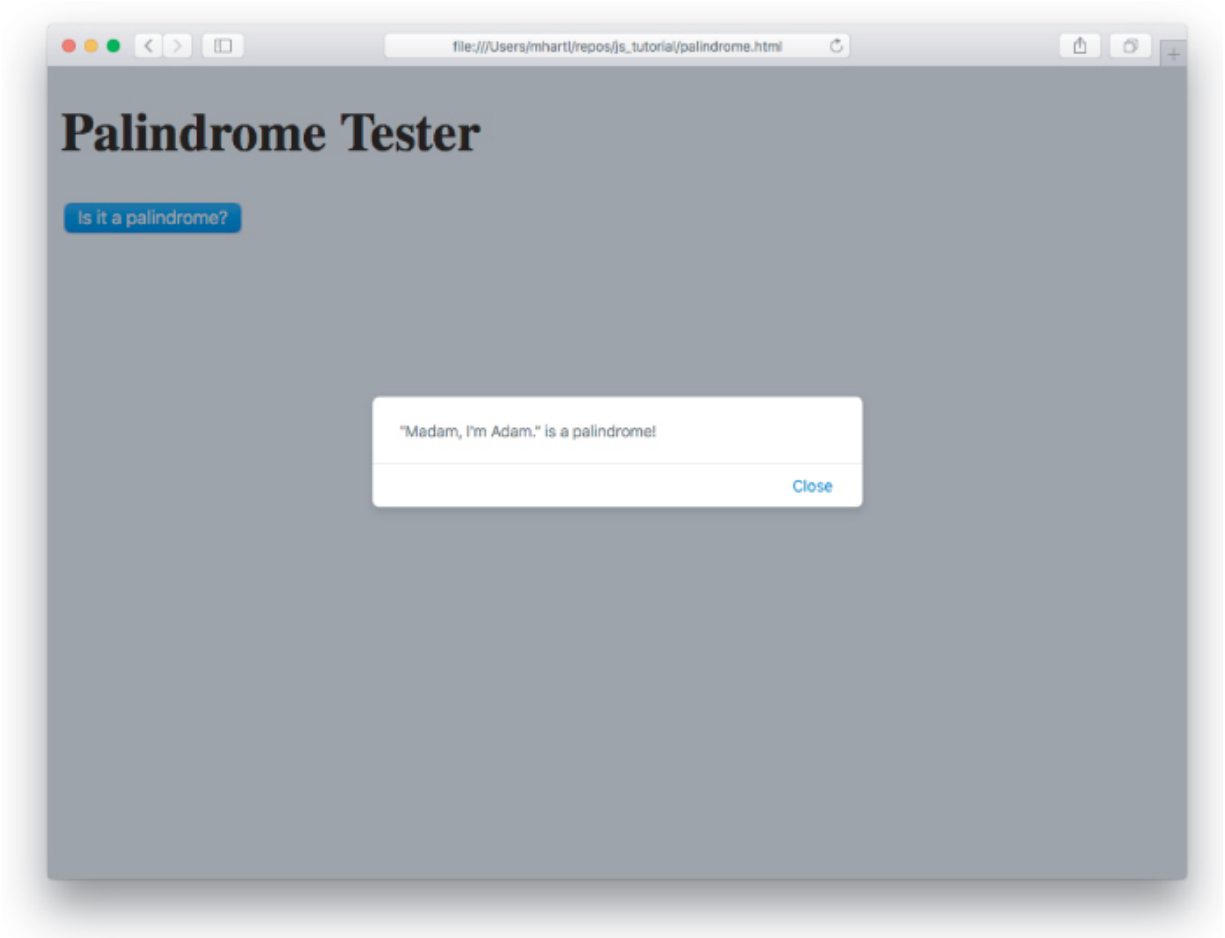 file:///Users/mhartl/repos/js_tutorial/palindrome.html
Palindrome Tester
Is it a palindrome?
"Madam, I'm Adam." is a palindrome!
Close